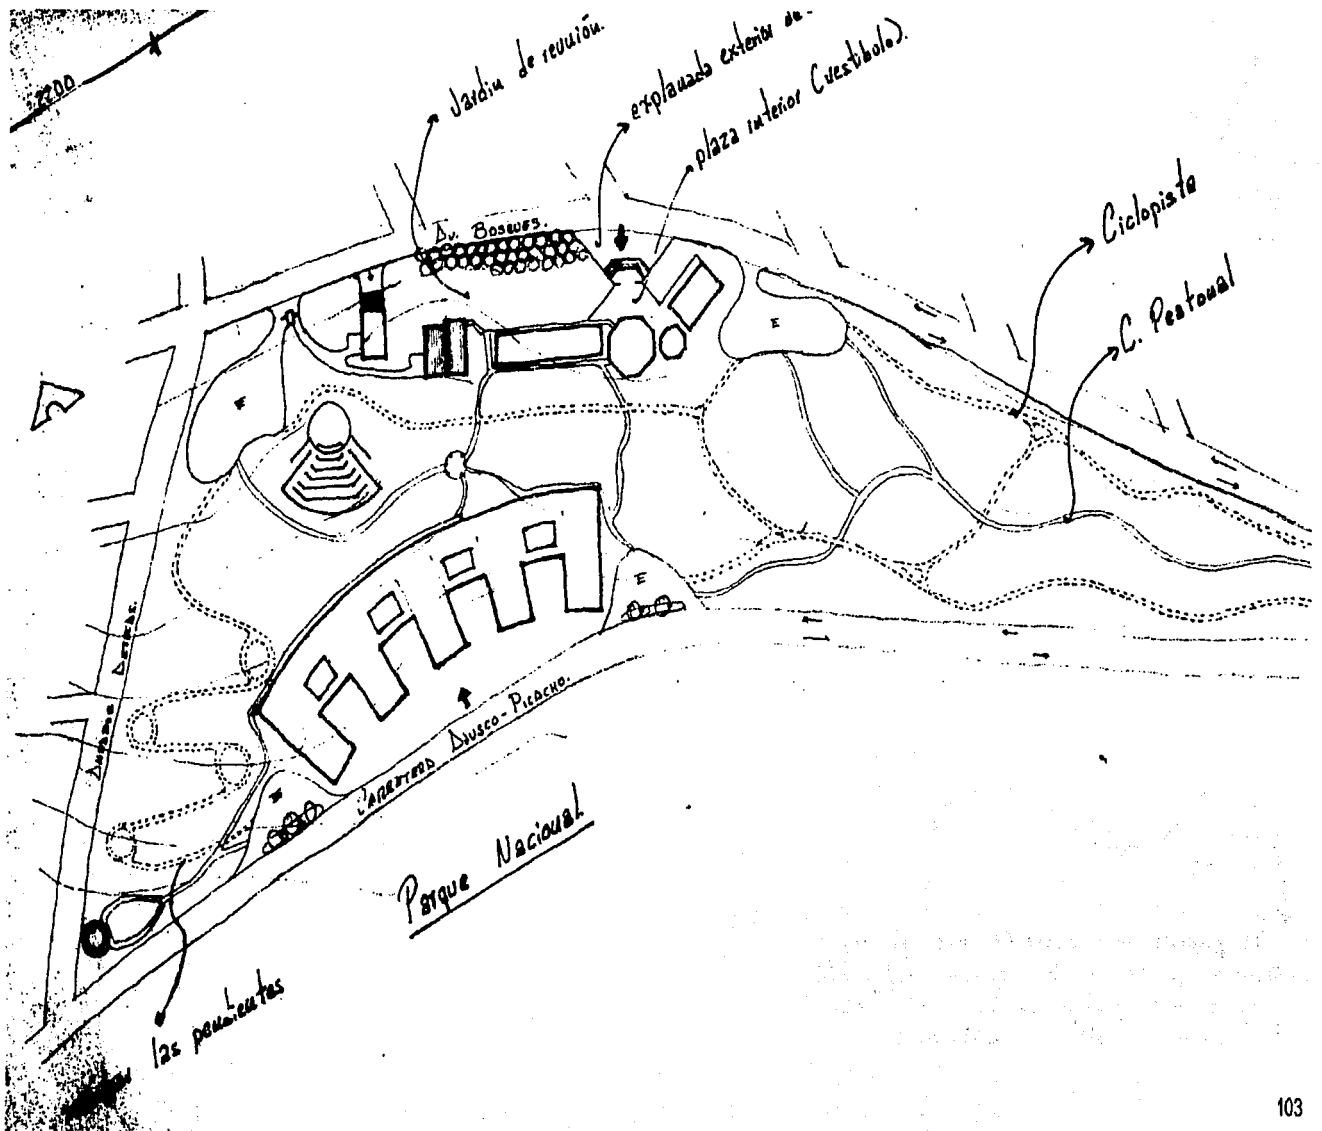 2200
Jardin de reunión.
explanada exterior de.
plaza interior (vestibulo).
Ciclopista
C. Peatonal
Av. Bosques.
E
E
E
E
Carretera Ajusco-Picacho.
Parque Nacional
las pendientes
103